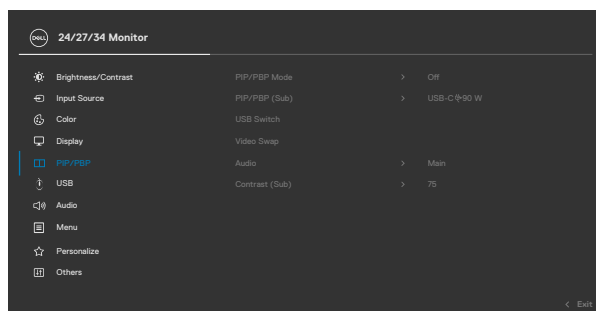 DELL 24/27/34 Monitor
Brightness/Contrast PIP/PBP Mode > Off
Input Source PIP/PBP (Sub) > USB-C 90 W
Color USB Switch
Display Video Swap
PIP/PBP Audio > Main
USB Contrast (Sub) > 75
Audio
Menu
Personalize
Others
< Exit